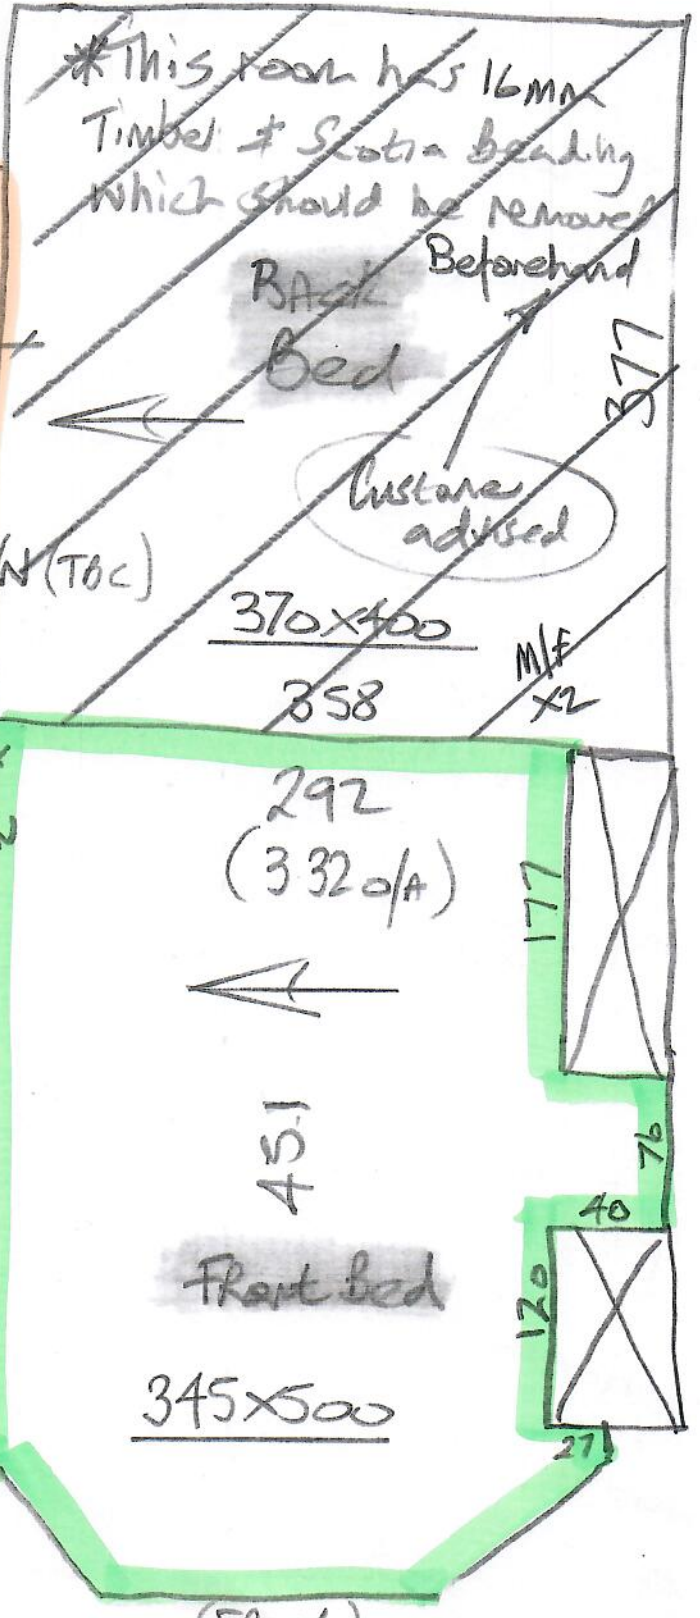 *This room has 16mm
Timber & Scotia Beading
which should be removed
Beforehand
Back
Bed
377
Customer
advised
N (TBC)
370x400
358
M/F
x2
292
(332 o/A)
177
451
76
40
Front Bed
120
345x500
27